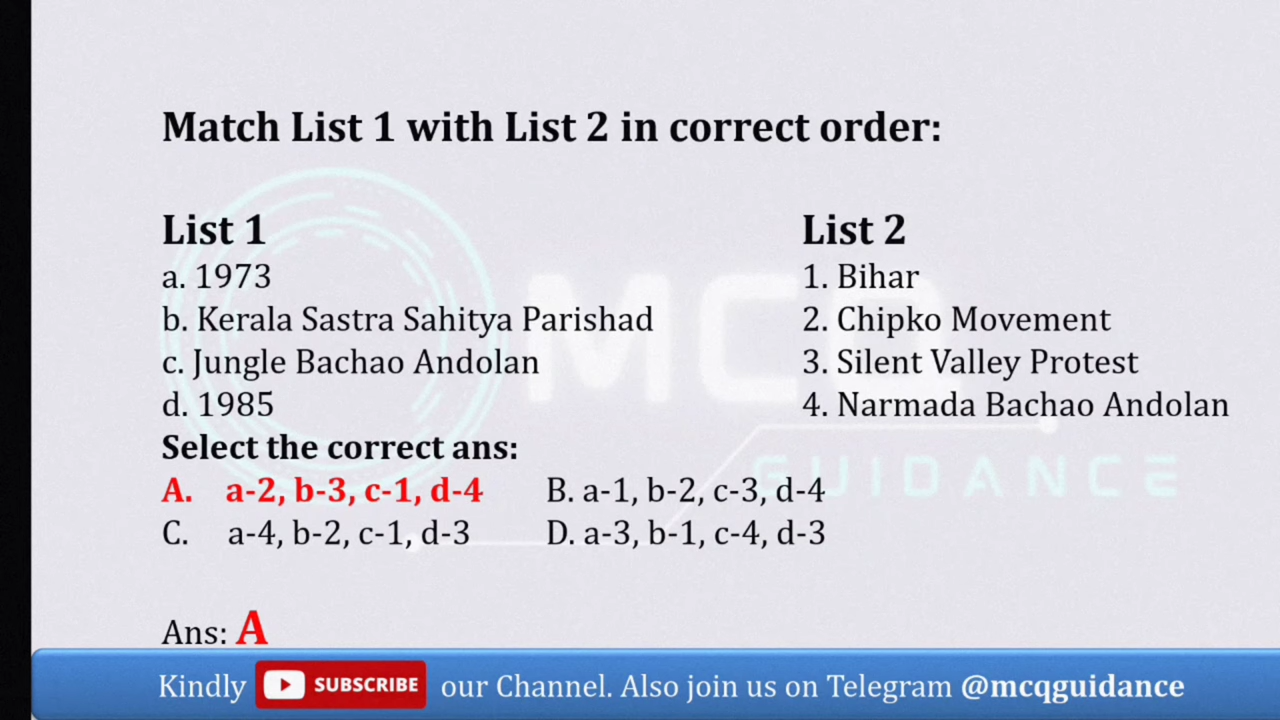 Match List 1 with List 2 in correct order:
List 1 List 2
a. 1973 1. Bihar
b. Kerala Sastra Sahitya Parishad 2. Chipko Movement
c. Jungle Bachao Andolan 3. Silent Valley Protest
d. 1985 4. Narmada Bachao Andolan
Select the correct ans:
A. a-2, b-3, c-1, d-4 B. a-1, b-2, c-3, d-4
C. a-4, b-2, c-1, d-3 D. a-3, b-1, c-4, d-3
Ans: A
Kindly SUBSCRIBE our Channel. Also join us on Telegram @mcqguidance
MCQ
GUIDANCE